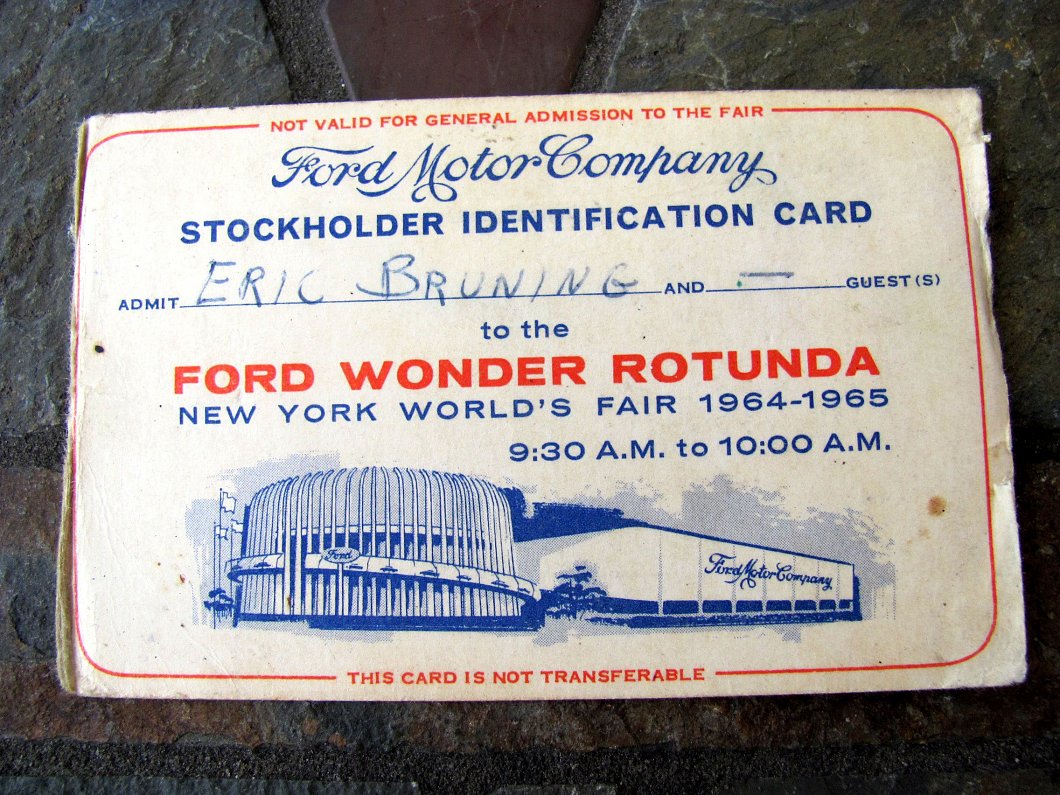 NOT VALID FOR GENERAL ADMISSION TO THE FAIR
Ford Motor Company
STOCKHOLDER IDENTIFICATION CARD
ADMIT ERIC BRUNING AND — GUEST(S)
to the
FORD WONDER ROTUNDA
NEW YORK WORLD'S FAIR 1964-1965
9:30 A.M. to 10:00 A.M.
Ford
Ford Motor Company
THIS CARD IS NOT TRANSFERABLE